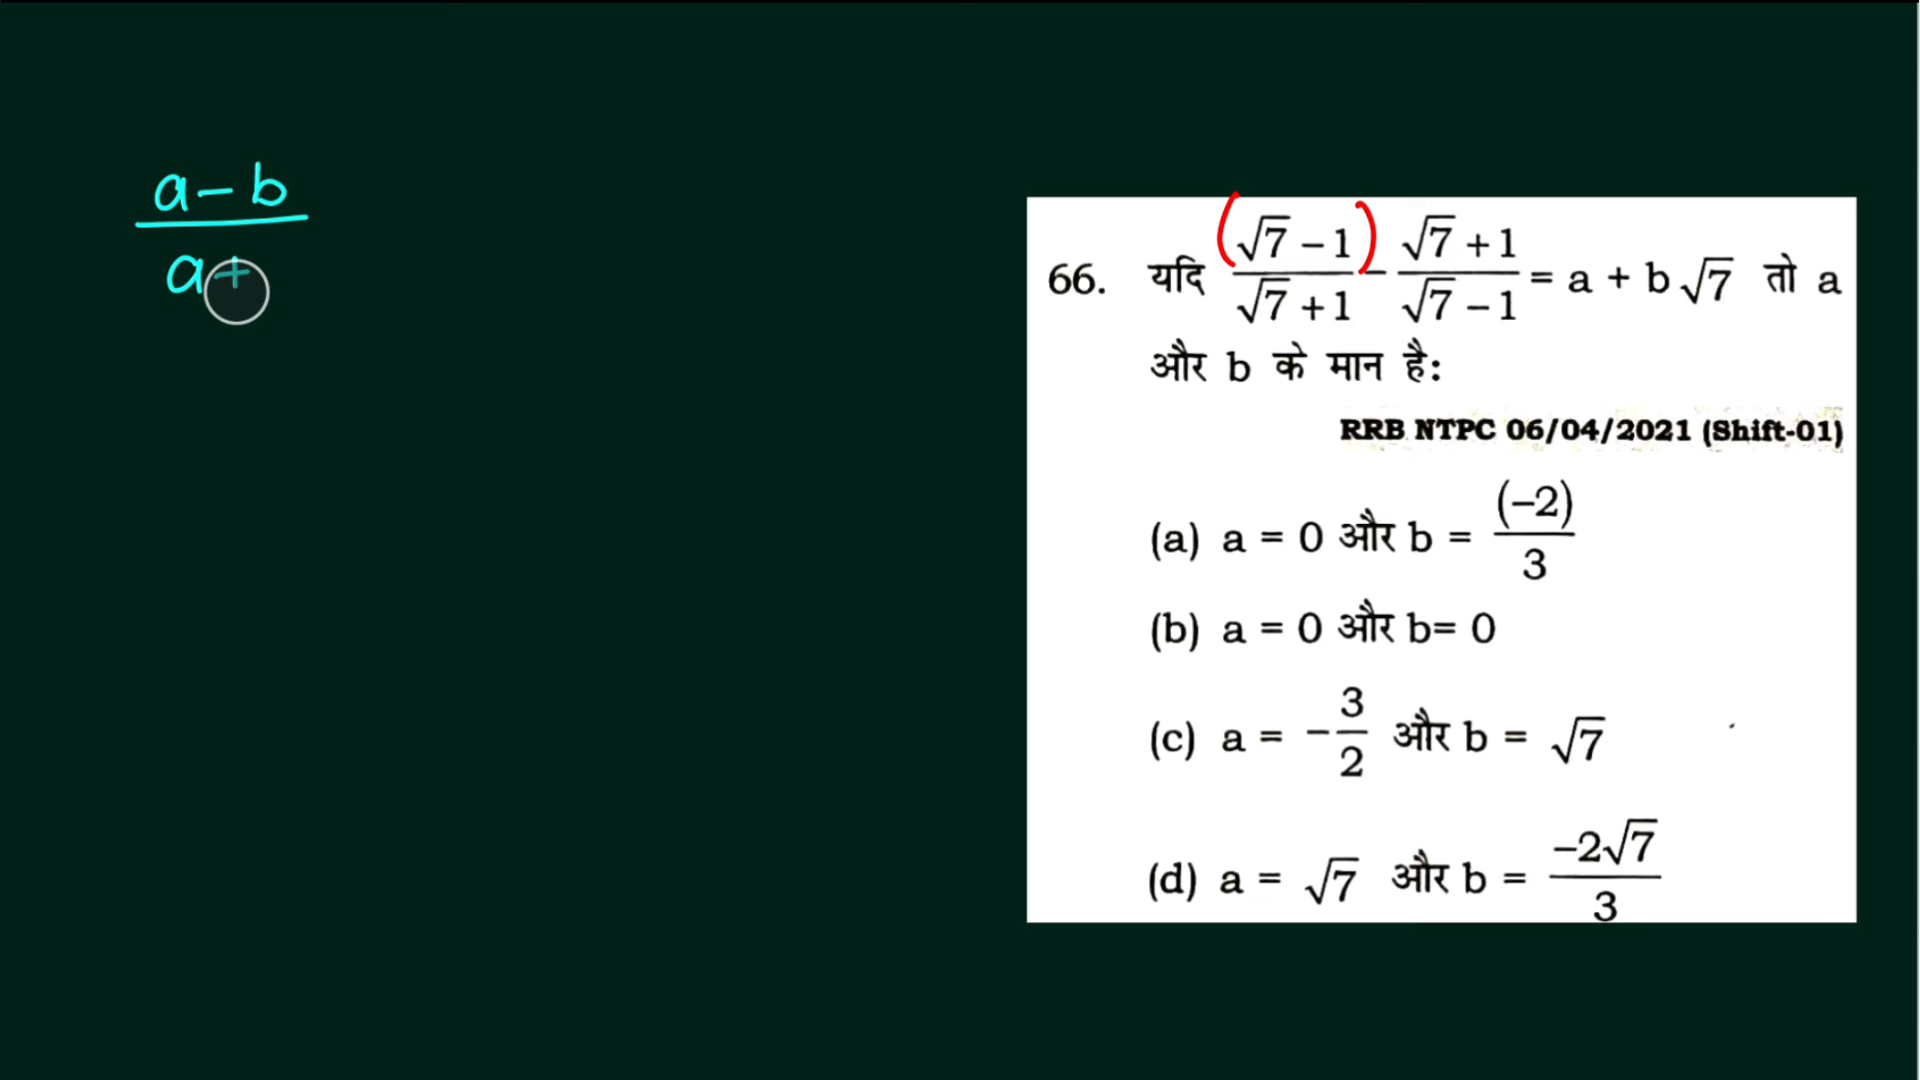 a - b
a +
66. यदि (√7 - 1)/(√7 + 1) - (√7 + 1)/(√7 - 1) = a + b√7 तो a
और b के मान है:
RRB NTPC 06/04/2021 (Shift-01)
(a) a = 0 और b = (-2)/3
(b) a = 0 और b= 0
(c) a = -3/2 और b = √7
(d) a = √7 और b = -2√7/3